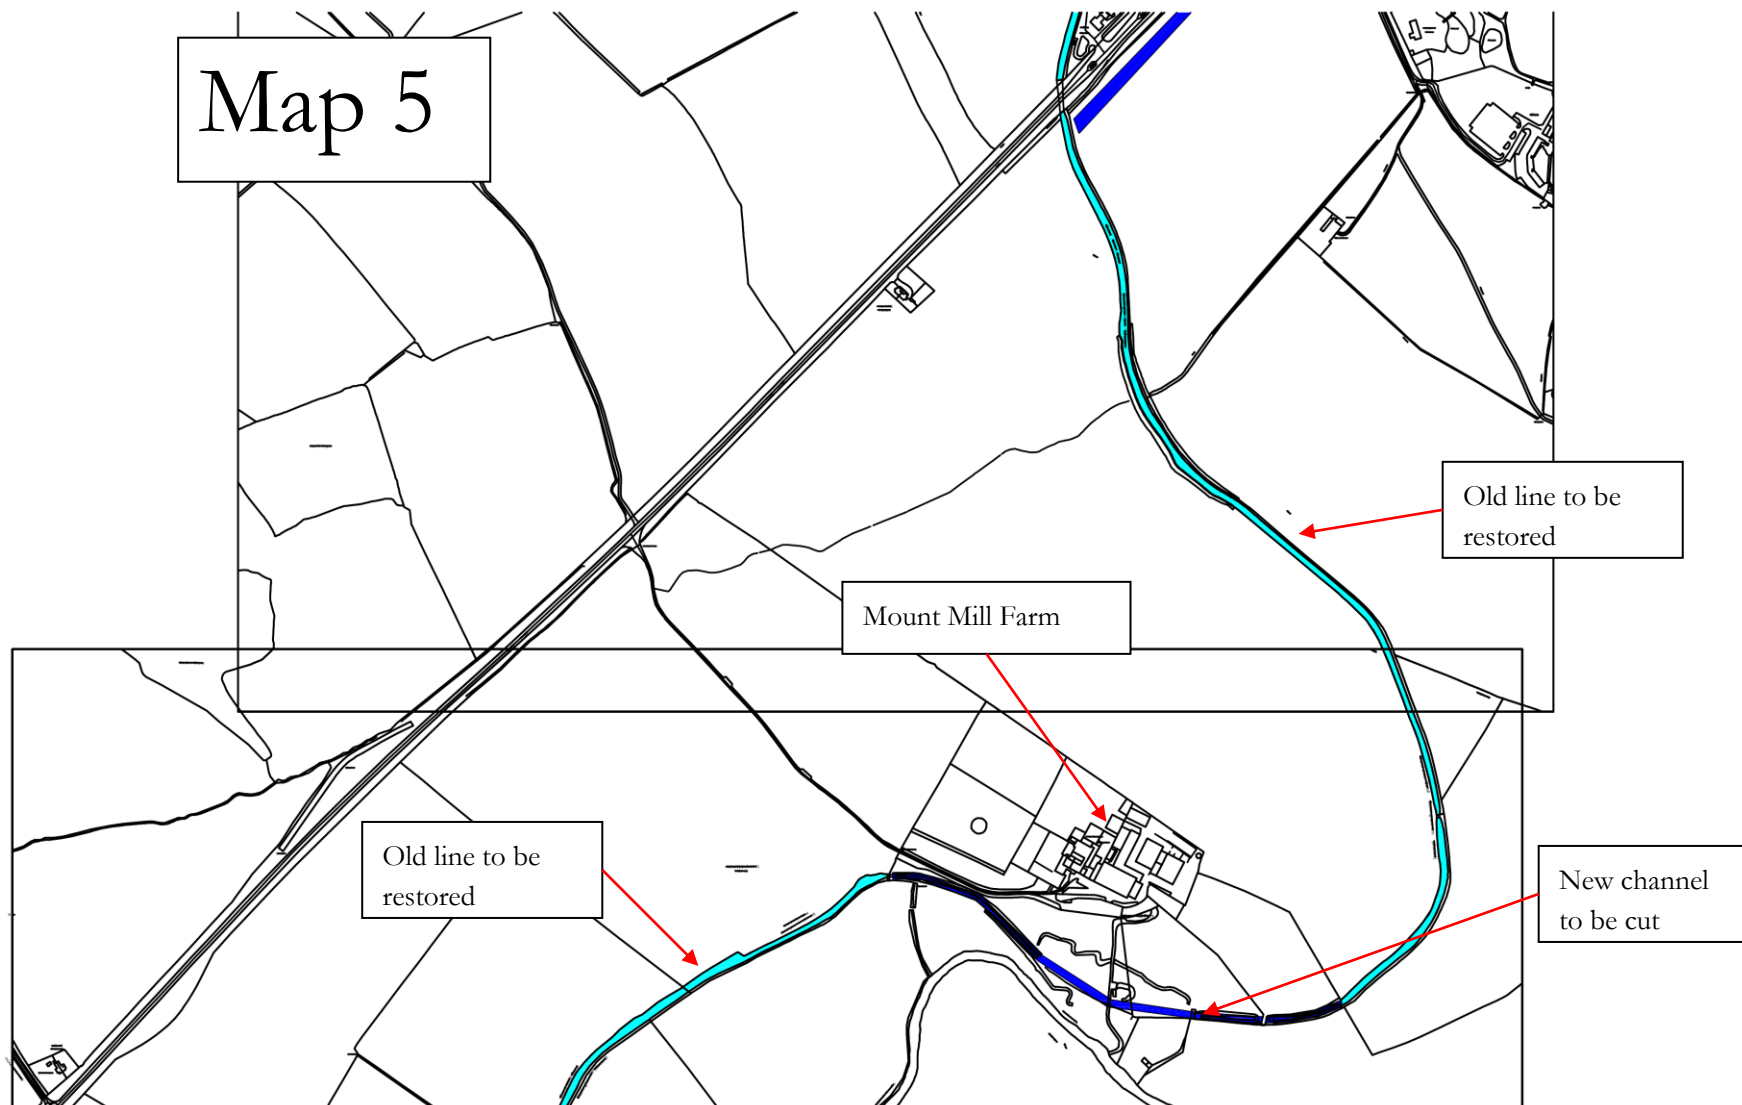 Map 5
Old line to be
restored
Mount Mill Farm
Old line to be
restored
New channel
to be cut